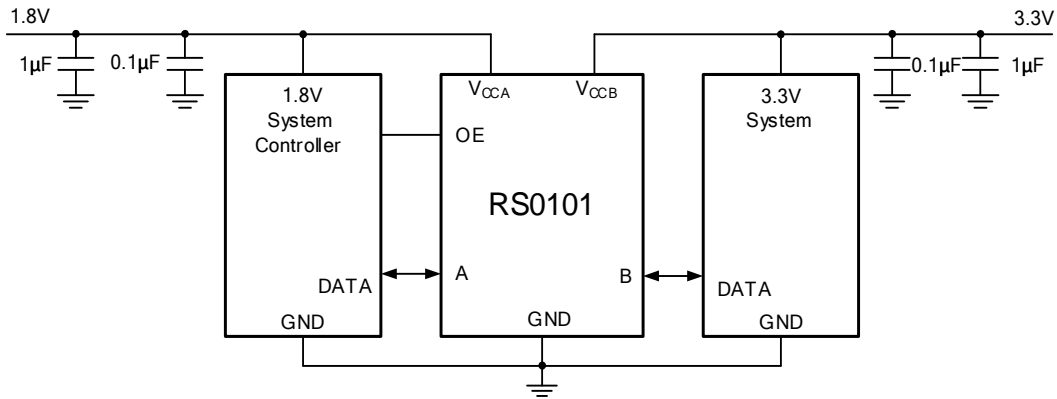 1.8V
3.3V
1μF
0.1μF
0.1μF
1μF
1.8V
System
Controller
VCCA
VCCB
3.3V
System
OE
RS0101
DATA
A
B
DATA
GND
GND
GND